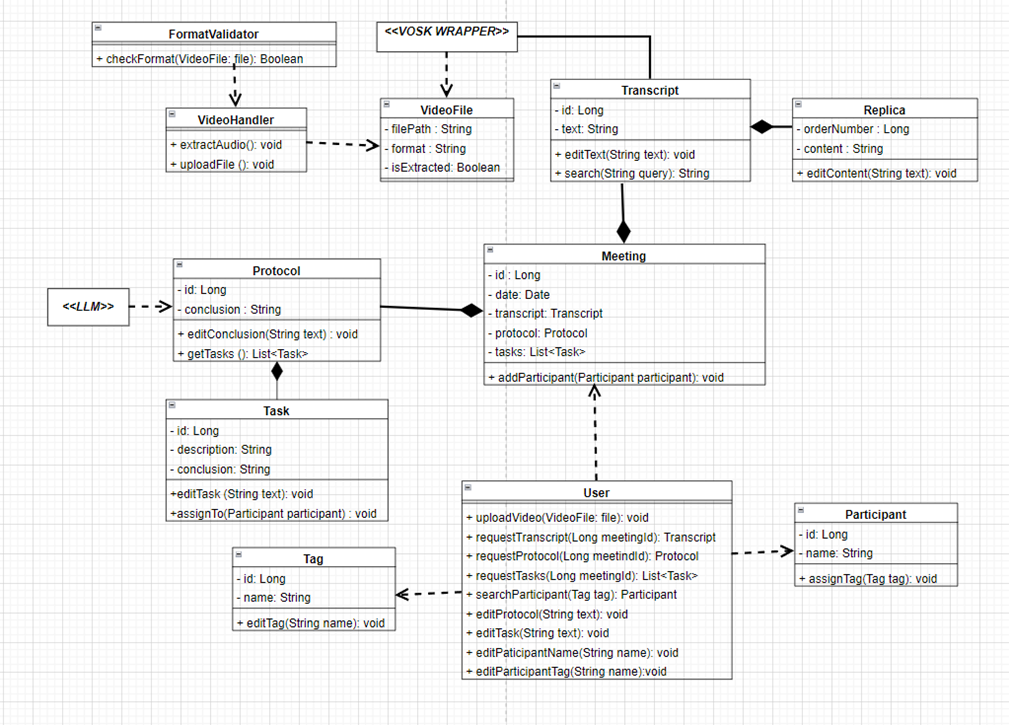 FormatValidator
+ checkFormat(VideoFile: file): Boolean
<<VOSK WRAPPER>>
VideoHandler
+ extractAudio(): void
+ uploadFile (): void
VideoFile
- filePath : String
- format : String
- isExtracted: Boolean
Transcript
- id: Long
- text: String
+ editText(String text): void
+ search(String query): String
Replica
- orderNumber : Long
- content : String
+ editContent(String text): void
<<LLM>>
Protocol
- id: Long
- conclusion : String
+ editConclusion(String text) : void
+ getTasks (): List<Task>
Meeting
- id : Long
- date: Date
- transcript: Transcript
- protocol: Protocol
- tasks: List<Task>
+ addParticipant(Participant participant): void
Task
- id: Long
- description: String
- conclusion: String
+editTask (String text): void
+assignTo(Participant participant) : void
User
+ uploadVideo(VideoFile: file): void
+ requestTranscript(Long meetingId): Transcript
+ requestProtocol(Long meetindId): Protocol
+ requestTasks(Long meetingId): List<Task>
+ searchParticipant(Tag tag): Participant
+ editProtocol(String text): void
+ editTask(String text): void
+ editPaticipantName(String name): void
+ editParticipantTag(String name):void
Participant
- id: Long
- name: String
+ assignTag(Tag tag): void
Tag
- id: Long
- name: String
+ editTag(String name): void